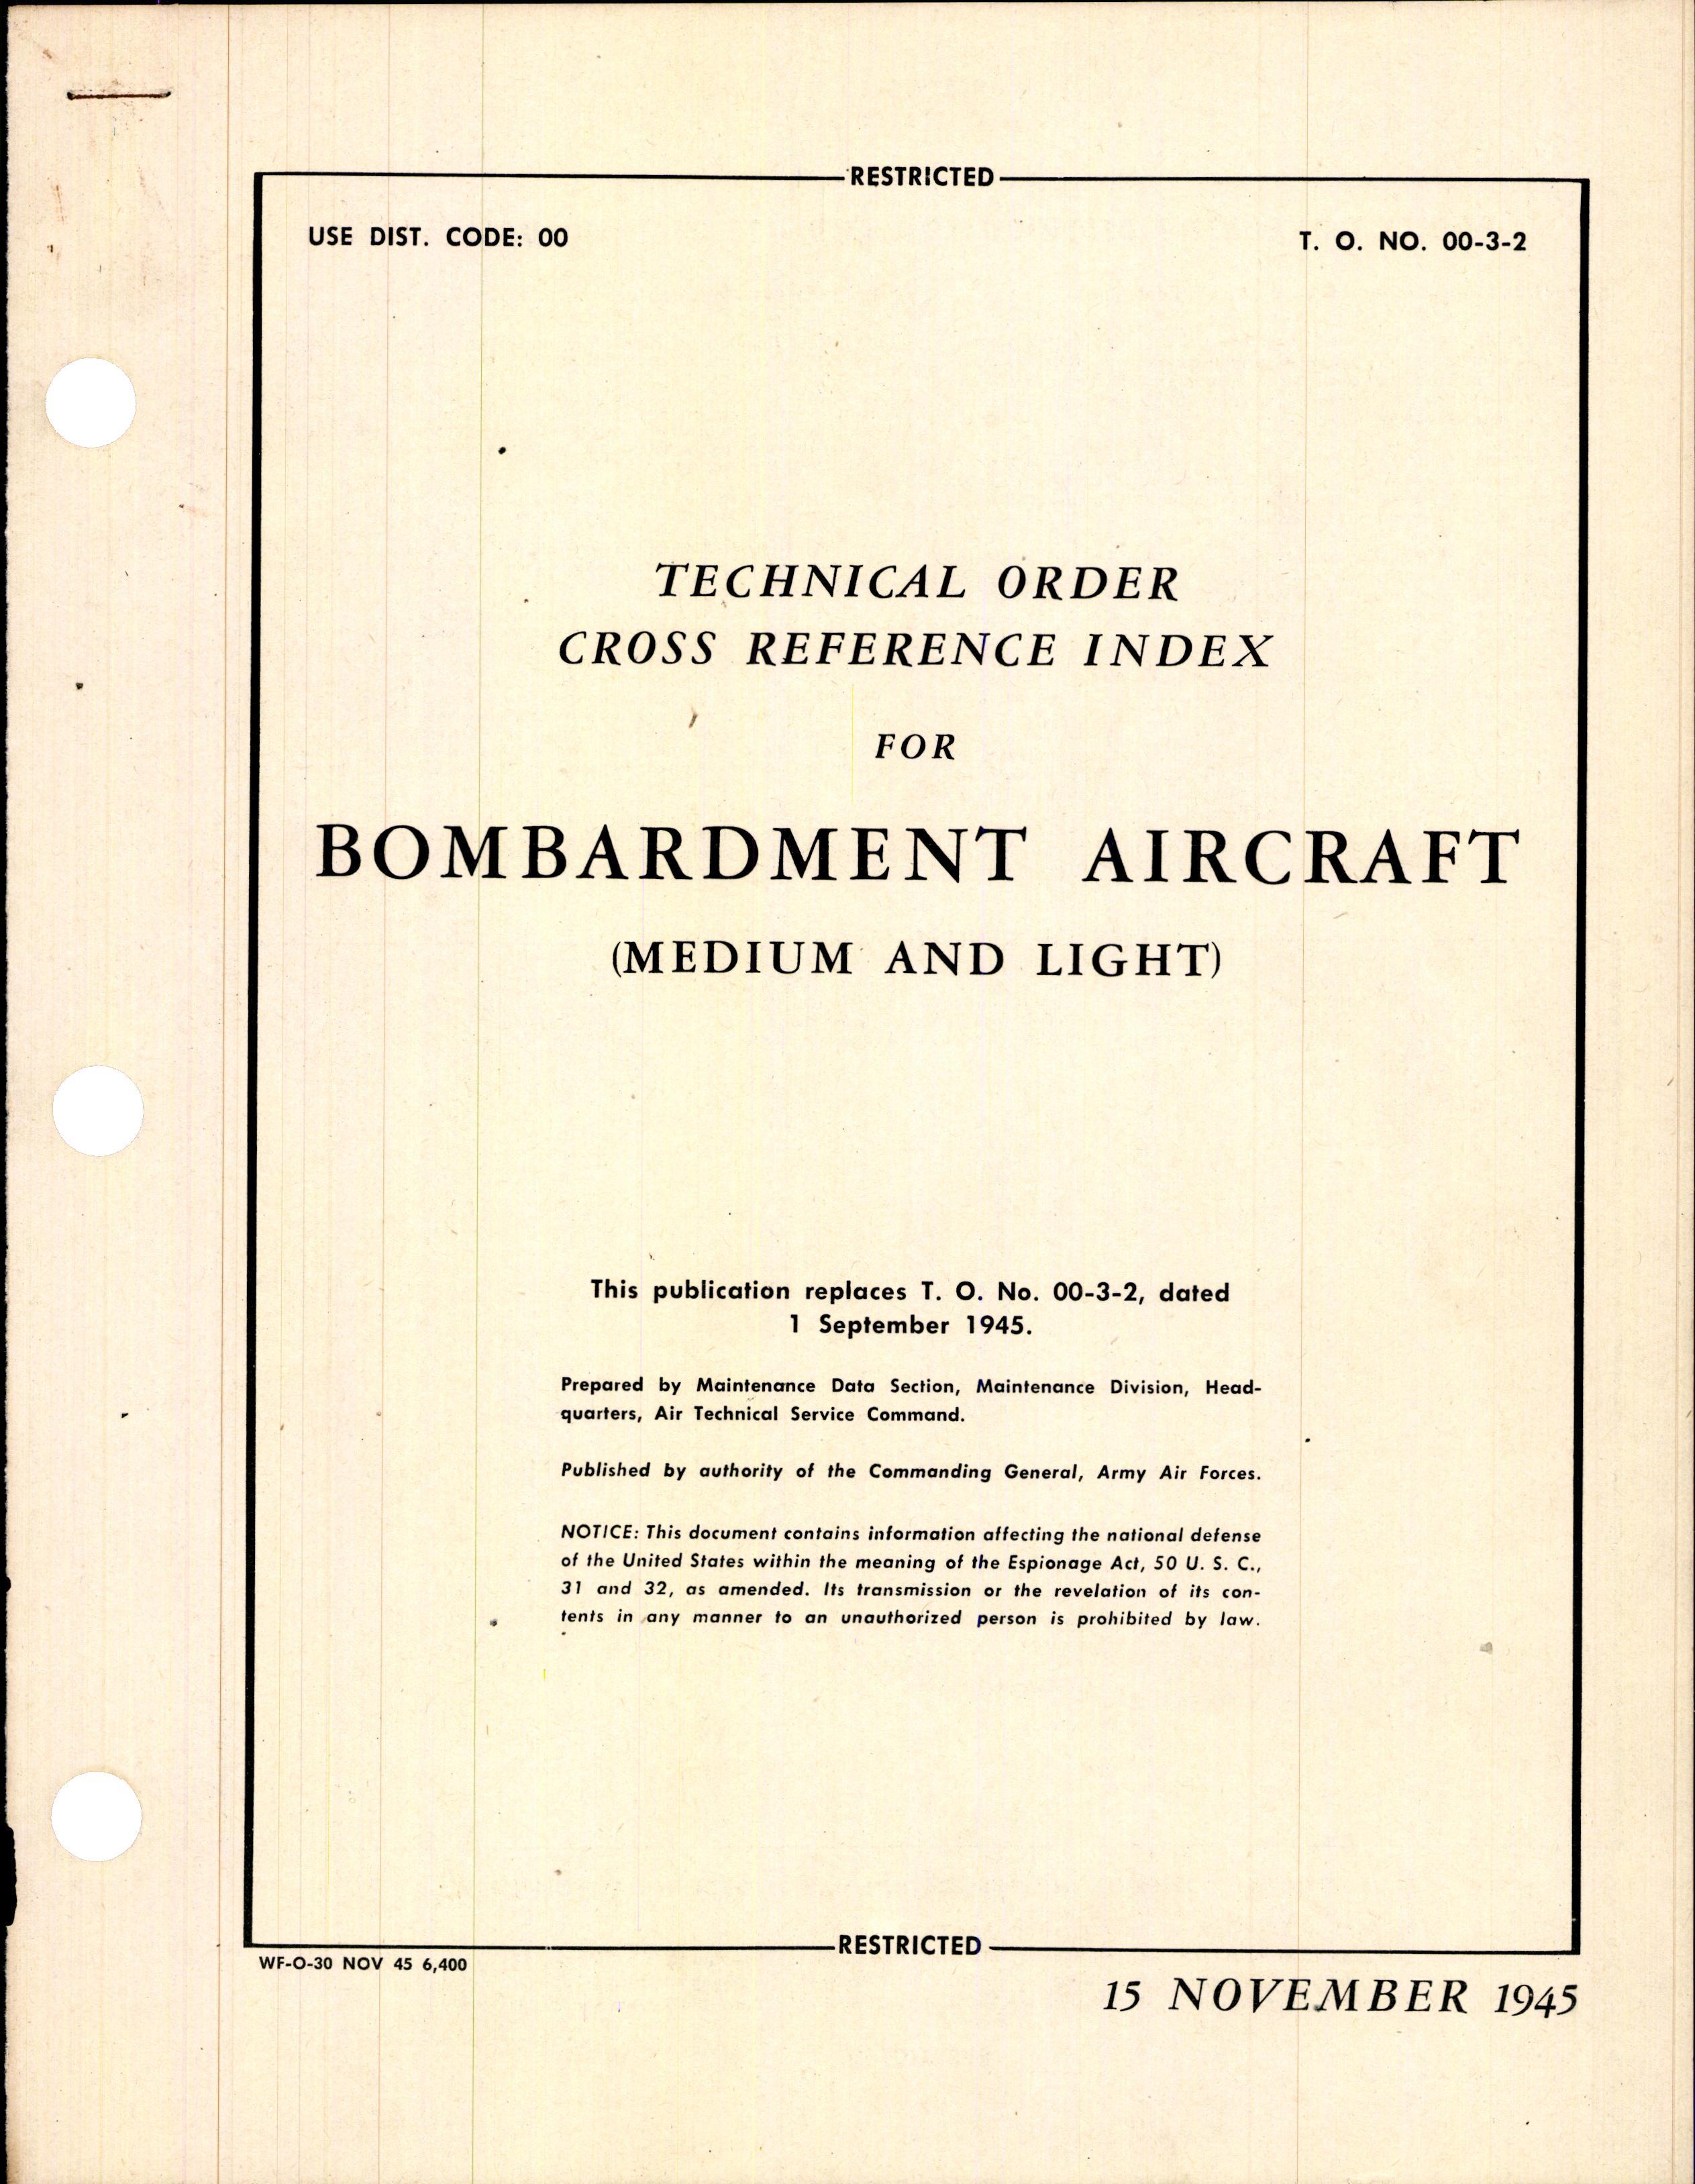 RESTRICTED
USE DIST. CODE: 00
T. O. NO. 00-3-2
TECHNICAL ORDER
CROSS REFERENCE INDEX
FOR
BOMBARDMENT AIRCRAFT
(MEDIUM AND LIGHT)
This publication replaces T. O. No. 00-3-2, dated
1 September 1945.
Prepared by Maintenance Data Section, Maintenance Division, Head-
quarters, Air Technical Service Command.
Published by authority of the Commanding General, Army Air Forces.
NOTICE: This document contains information affecting the national defense
of the United States within the meaning of the Espionage Act, 50 U. S. C.,
31 and 32, as amended. Its transmission or the revelation of its con-
tents in any manner to an unauthorized person is prohibited by law.
RESTRICTED
WF-O-30 NOV 45 6,400
15 NOVEMBER 1945